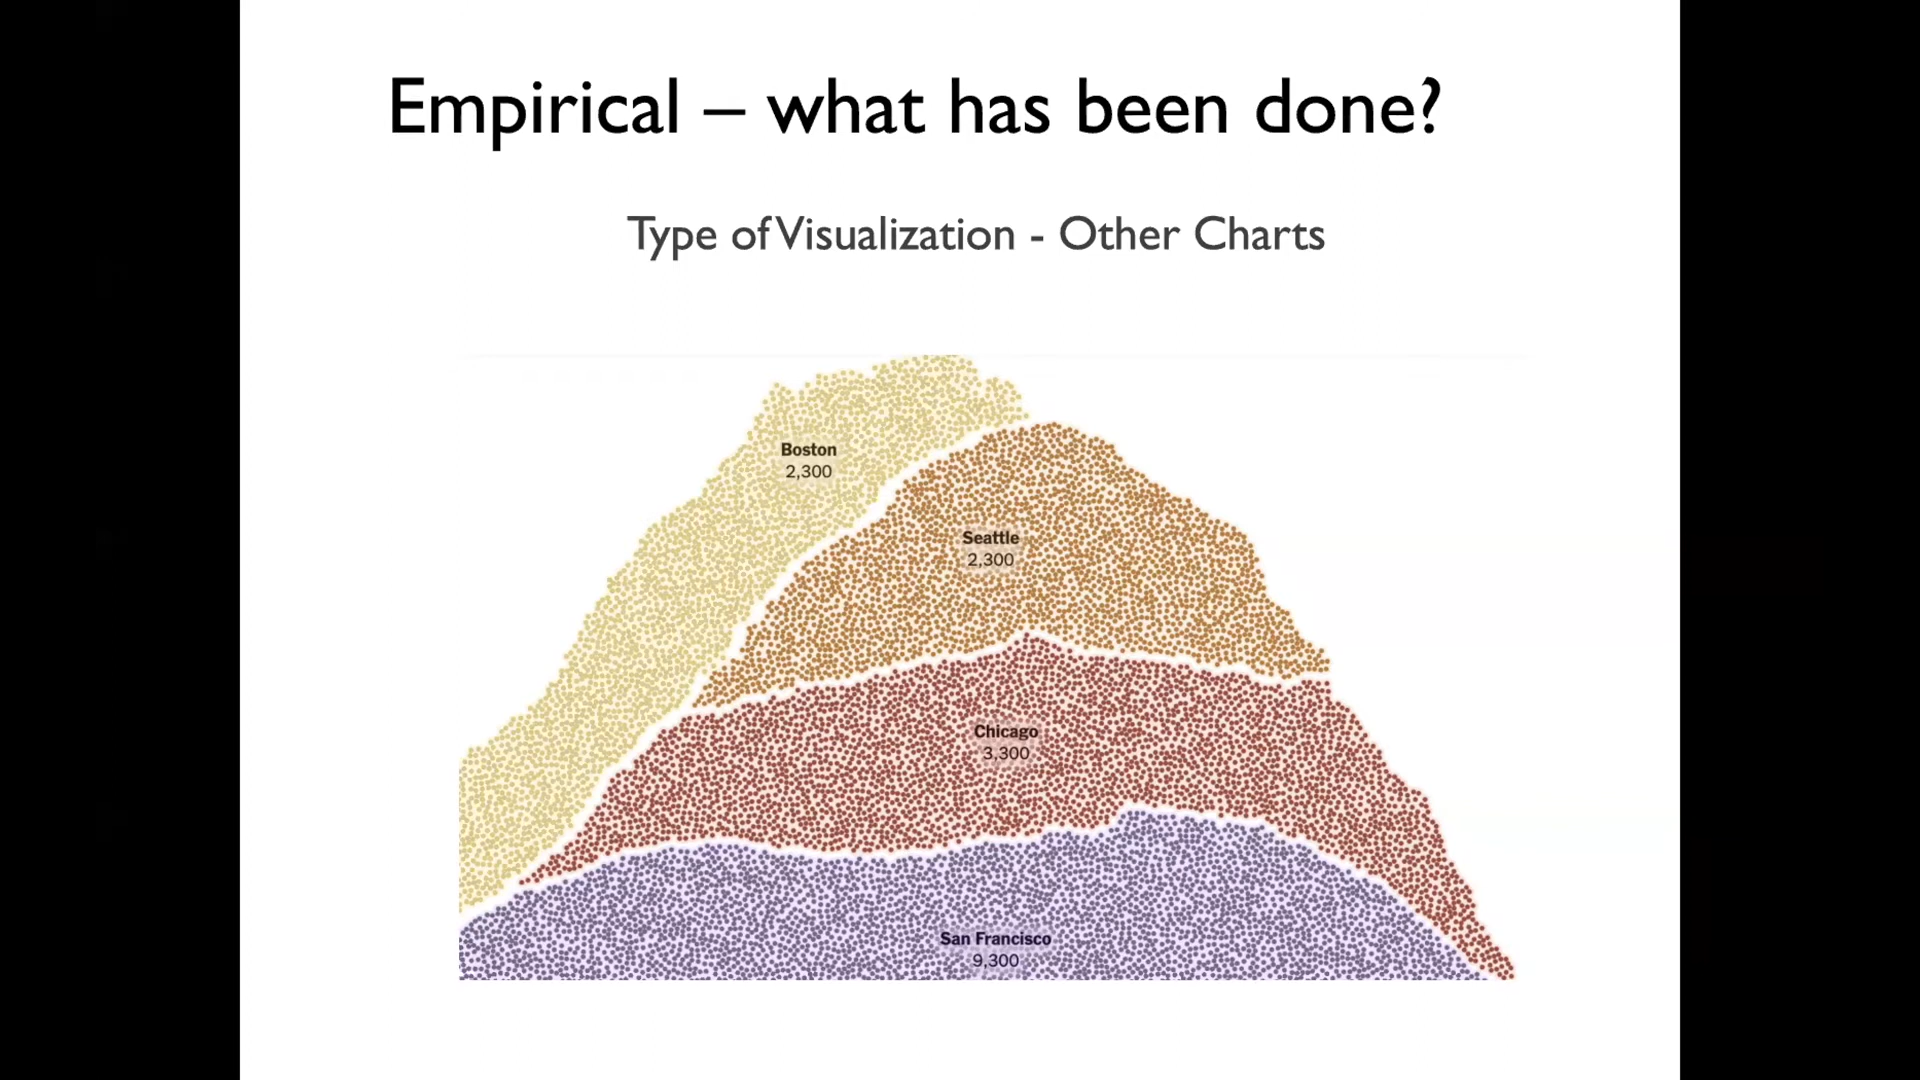 Empirical – what has been done?
Type of Visualization - Other Charts
Boston
2,300
Seattle
2,300
Chicago
3,300
San Francisco
9,300